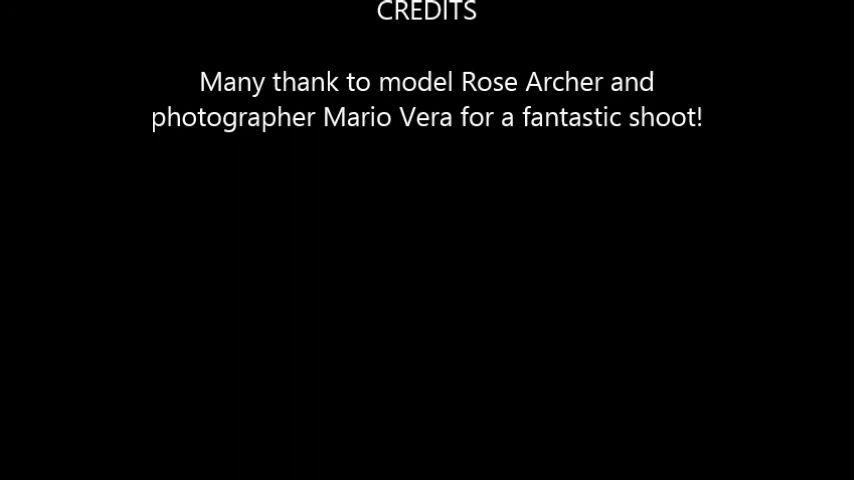 CREDITS
Many thank to model Rose Archer and
photographer Mario Vera for a fantastic shoot!